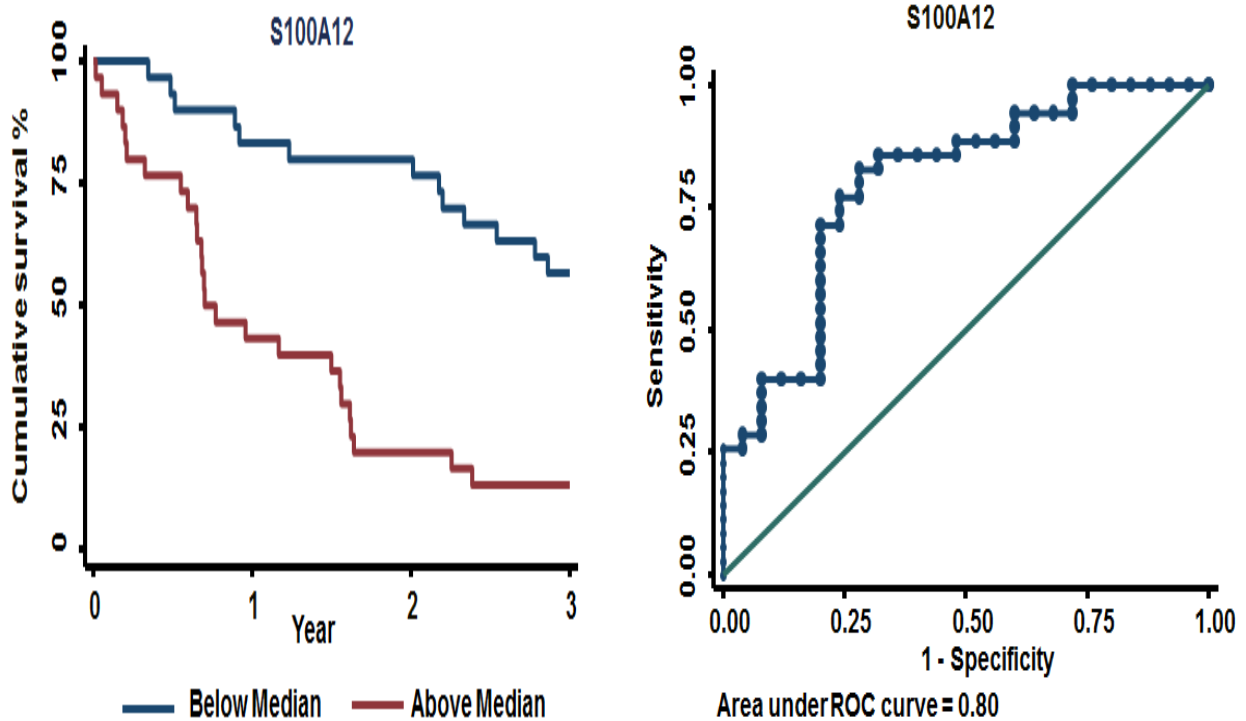 S100A12
Cumulative survival %
100
75
50
25
0
0 1 2 3
Year
Below Median Above Median
S100A12
Sensitivity
1.00
0.75
0.50
0.25
0.00
0.00 0.25 0.50 0.75 1.00
1 - Specificity
Area under ROC curve = 0.80